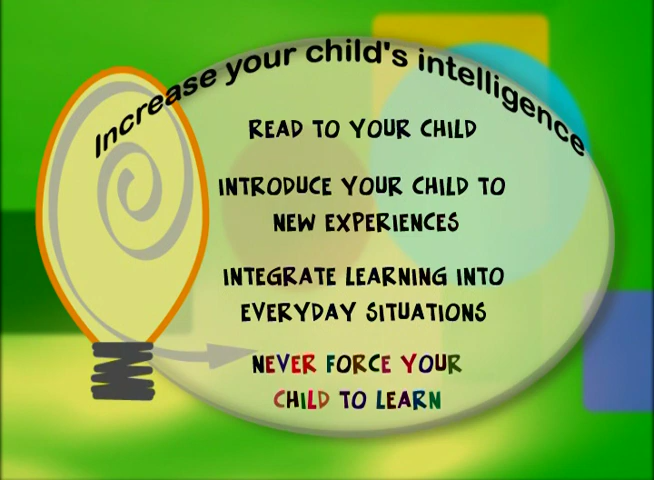 Increase your child's intelligence
READ TO YOUR CHILD
INTRODUCE YOUR CHILD TO
NEW EXPERIENCES
INTEGRATE LEARNING INTO
EVERYDAY SITUATIONS
NEVER FORCE YOUR
CHILD TO LEARN